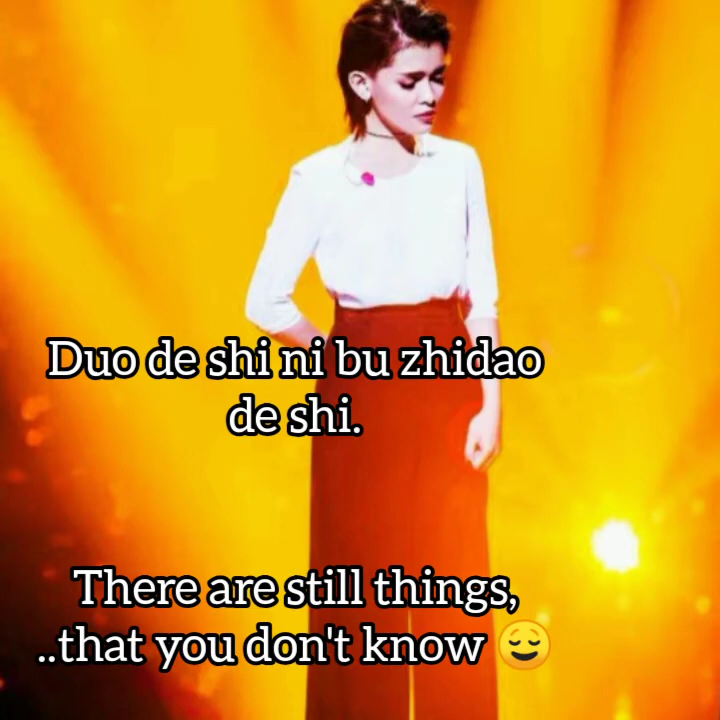 Duo de shi ni bu zhidao
de shi.
There are still things,
..that you don't know 😌